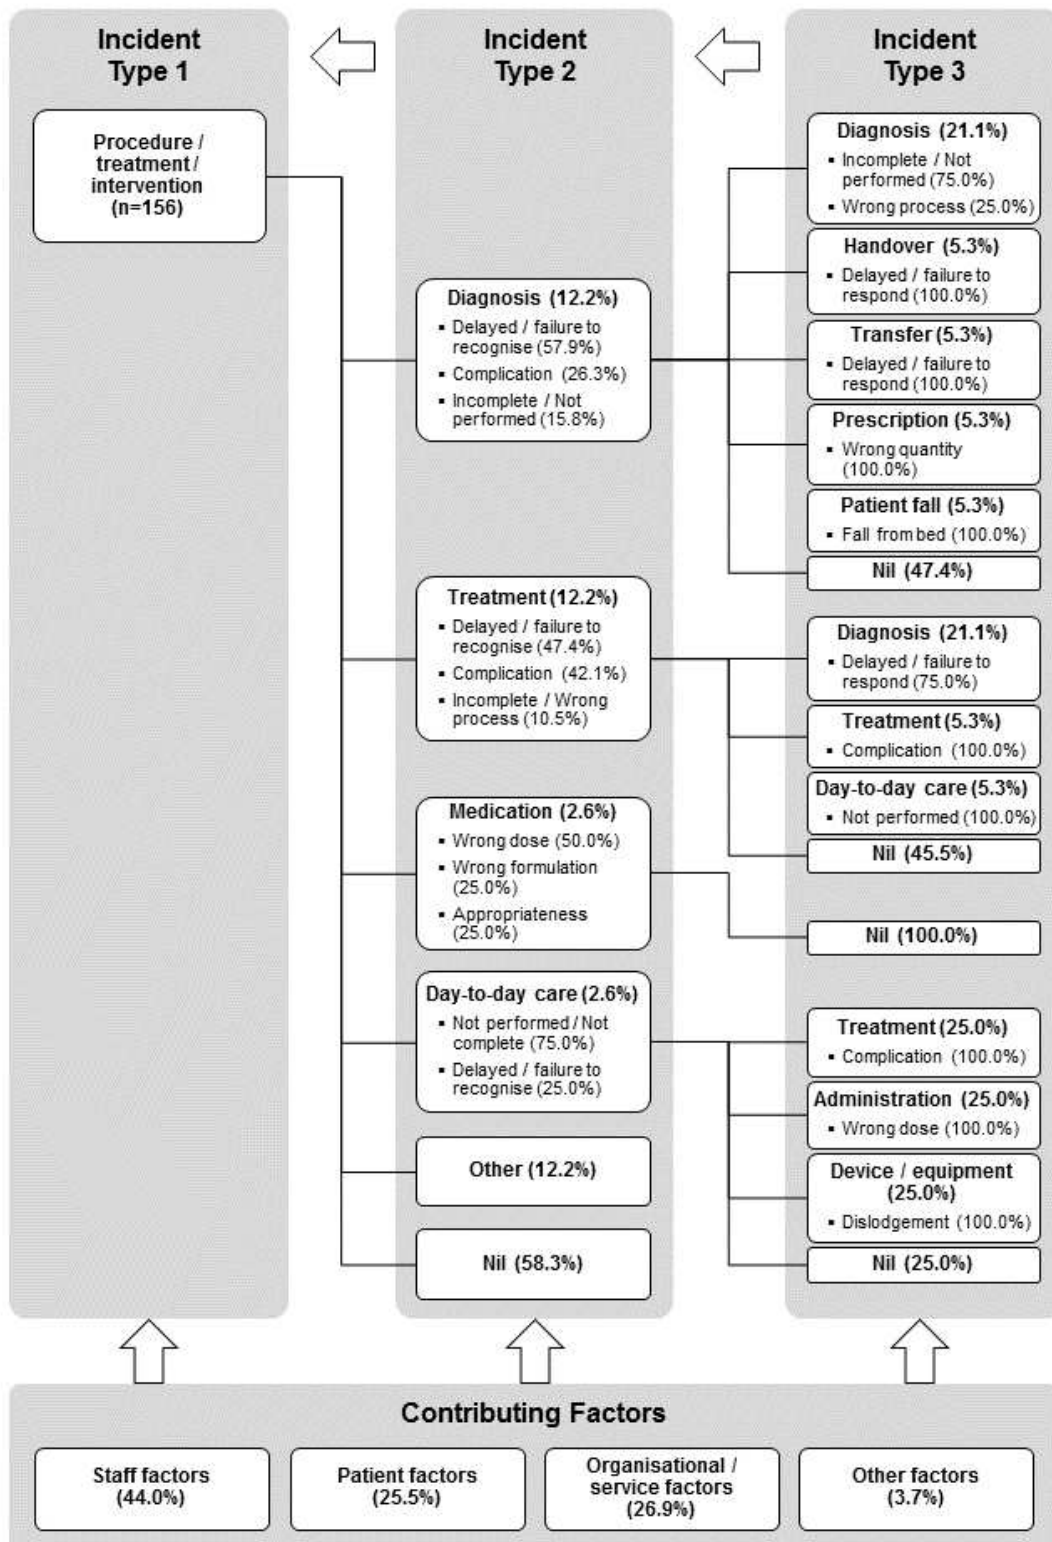 Incident
Type 1
Procedure /
treatment /
intervention
(n=156)
Incident
Type 2
Diagnosis (12.2%)
▪ Delayed / failure to
recognise (57.9%)
▪ Complication (26.3%)
▪ Incomplete / Not
performed (15.8%)
Treatment (12.2%)
▪ Delayed / failure to
recognise (47.4%)
▪ Complication (42.1%)
▪ Incomplete / Wrong
process (10.5%)
Medication (2.6%)
▪ Wrong dose (50.0%)
▪ Wrong formulation
(25.0%)
▪ Appropriateness
(25.0%)
Day-to-day care (2.6%)
▪ Not performed / Not
complete (75.0%)
▪ Delayed / failure to
recognise (25.0%)
Other (12.2%)
Nil (58.3%)
Incident
Type 3
Diagnosis (21.1%)
▪ Incomplete / Not
performed (75.0%)
▪ Wrong process (25.0%)
Handover (5.3%)
▪ Delayed / failure to
respond (100.0%)
Transfer (5.3%)
▪ Delayed / failure to
respond (100.0%)
Prescription (5.3%)
▪ Wrong quantity
(100.0%)
Patient fall (5.3%)
▪ Fall from bed (100.0%)
Nil (47.4%)
Diagnosis (21.1%)
▪ Delayed / failure to
respond (75.0%)
Treatment (5.3%)
▪ Complication (100.0%)
Day-to-day care (5.3%)
▪ Not performed (100.0%)
Nil (45.5%)
Nil (100.0%)
Treatment (25.0%)
▪ Complication (100.0%)
Administration (25.0%)
▪ Wrong dose (100.0%)
Device / equipment
(25.0%)
▪ Dislodgement (100.0%)
Nil (25.0%)
Contributing Factors
Staff factors
(44.0%)
Patient factors
(25.5%)
Organisational /
service factors
(26.9%)
Other factors
(3.7%)